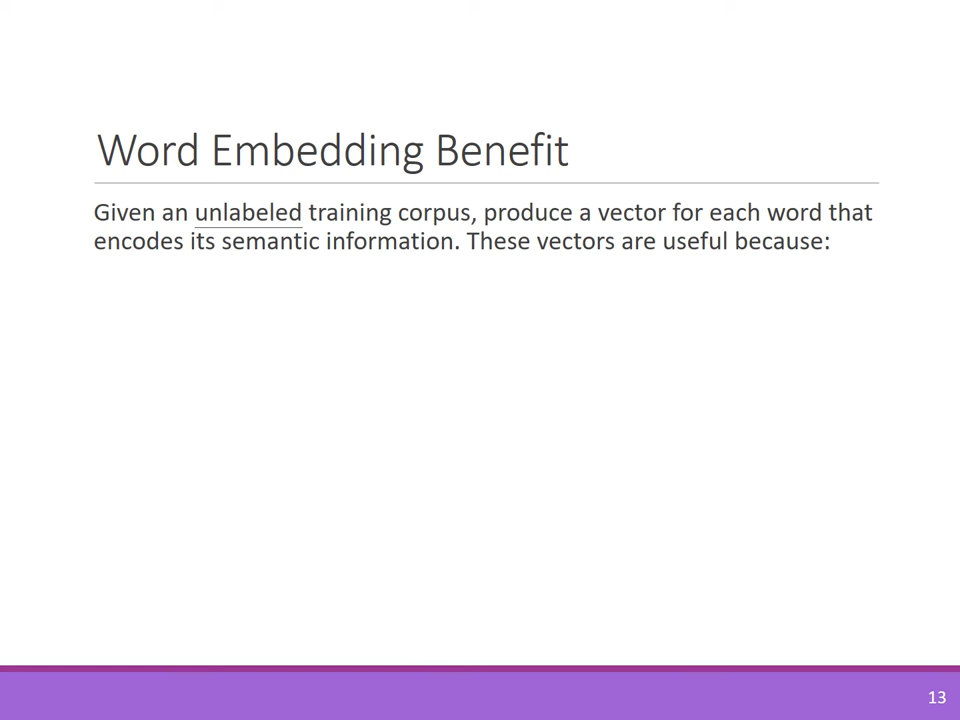 Word Embedding Benefit
Given an unlabeled training corpus, produce a vector for each word that
encodes its semantic information. These vectors are useful because:
13